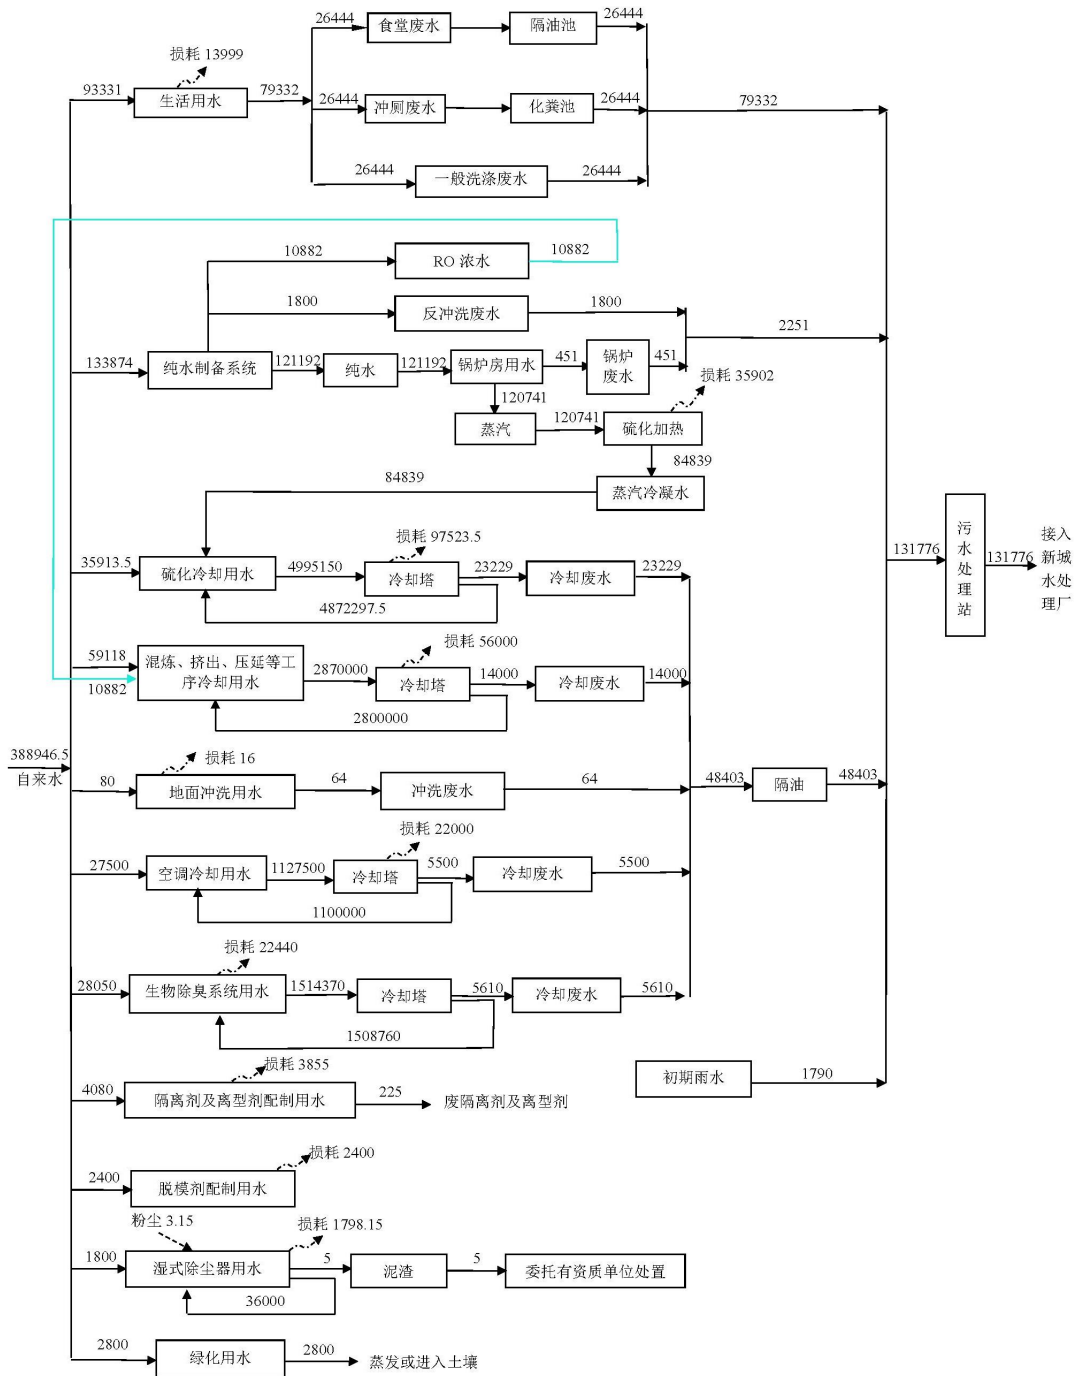 26444
食堂废水
隔油池
26444
损耗 13999
93331
生活用水
79332
26444
冲厕废水
化粪池
26444
79332
26444
一般洗涤废水
26444
10882
RO 浓水
10882
1800
反冲洗废水
1800
2251
133874
纯水制备系统
121192
纯水
121192
锅炉房用水
451
锅炉
废水
451
损耗 35902
120741
蒸汽
120741
硫化加热
84839
84839
蒸汽冷凝水
损耗 97523.5
35913.5
硫化冷却用水
4995150
冷却塔
23229
冷却废水
23229
4872297.5
131776
污
水
处
理
站
131776
接入
新城
水处
理厂
损耗 56000
59118
10882
混炼、挤出、压延等工
序冷却用水
2870000
冷却塔
14000
冷却废水
14000
2800000
388946.5
自来水
损耗 16
80
地面冲洗用水
64
冲洗废水
64
48403
隔油
48403
损耗 22000
27500
空调冷却用水
1127500
冷却塔
5500
冷却废水
5500
1100000
损耗 22440
28050
生物除臭系统用水
1514370
冷却塔
5610
冷却废水
5610
1508760
初期雨水
1790
损耗 3855
4080
隔离剂及离型剂配制用水
225
废隔离剂及离型剂
损耗 2400
2400
脱模剂配制用水
粉尘 3.15
损耗 1798.15
1800
湿式除尘器用水
5
泥渣
5
委托有资质单位处置
36000
2800
绿化用水
2800
蒸发或进入土壤